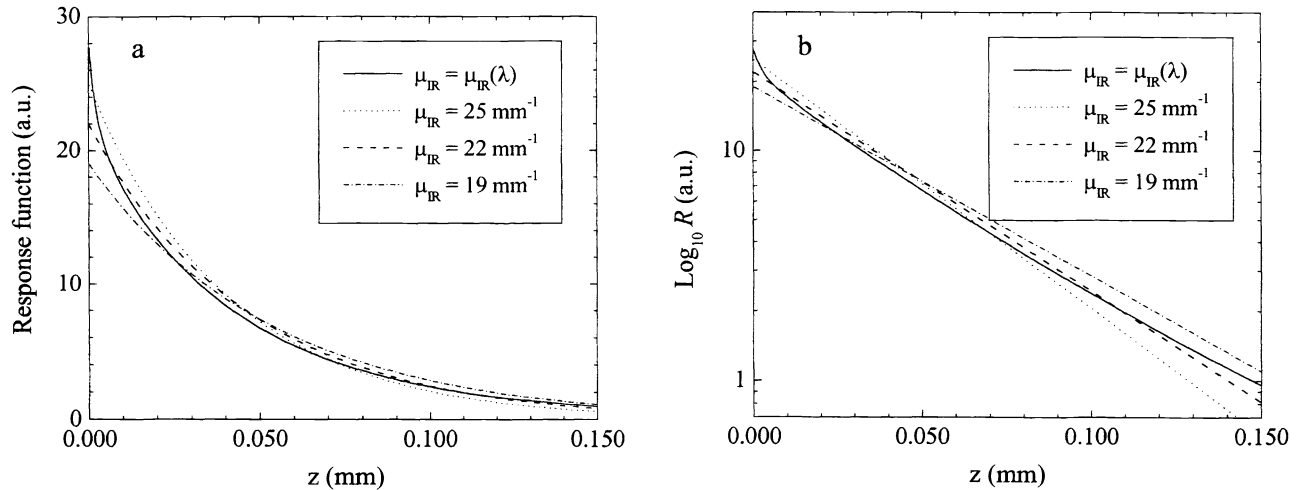 a
30
20
10
0
Response function (a.u.)
μIR = μIR(λ)
μIR = 25 mm⁻¹
μIR = 22 mm⁻¹
μIR = 19 mm⁻¹
0.000 0.050 0.100 0.150
z (mm)
b
10
1
Log₁₀ R (a.u.)
μIR = μIR(λ)
μIR = 25 mm⁻¹
μIR = 22 mm⁻¹
μIR = 19 mm⁻¹
0.000 0.050 0.100 0.150
z (mm)